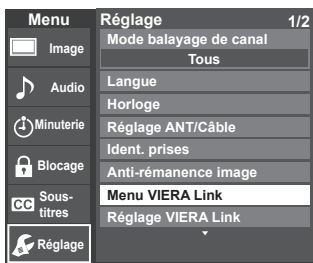 Menu
Image
Audio
Minuterie
Blocage
CC Sous-
titres
Réglage
Réglage 1/2
Mode balayage de canal
Tous
Langue
Horloge
Réglage ANT/Câble
Ident. prises
Anti-rémanence image
Menu VIERA Link
Réglage VIERA Link